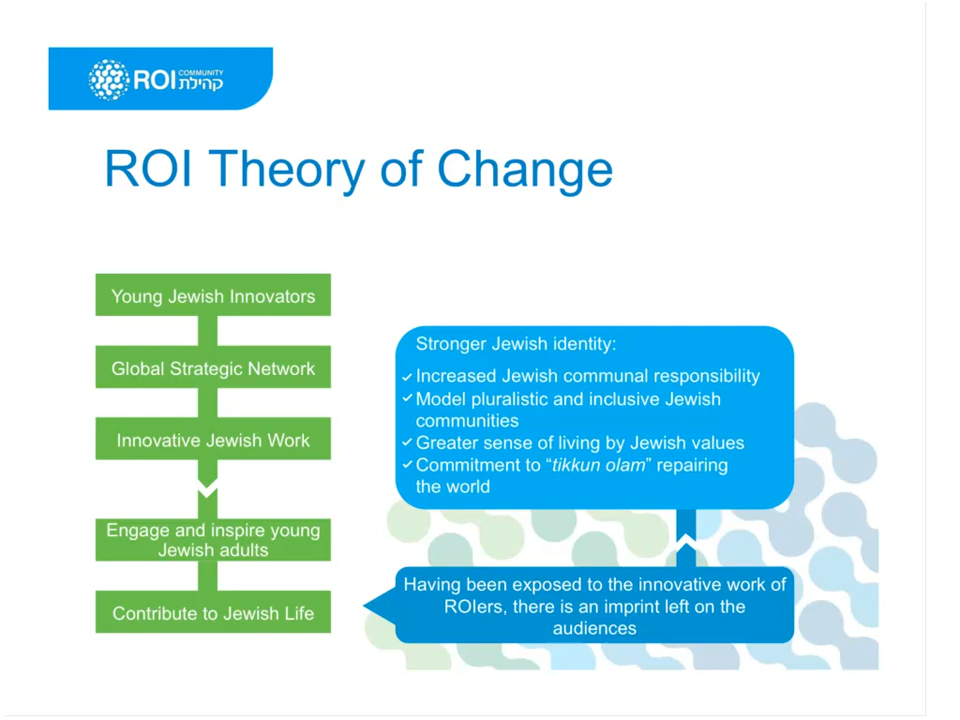 ROI COMMUNITY
קהילת
ROI Theory of Change
Young Jewish Innovators
Global Strategic Network
Innovative Jewish Work
Engage and inspire young
Jewish adults
Contribute to Jewish Life
Stronger Jewish identity:
✓ Increased Jewish communal responsibility
✓ Model pluralistic and inclusive Jewish
communities
✓ Greater sense of living by Jewish values
✓ Commitment to “tikkun olam” repairing
the world
Having been exposed to the innovative work of
ROIers, there is an imprint left on the
audiences